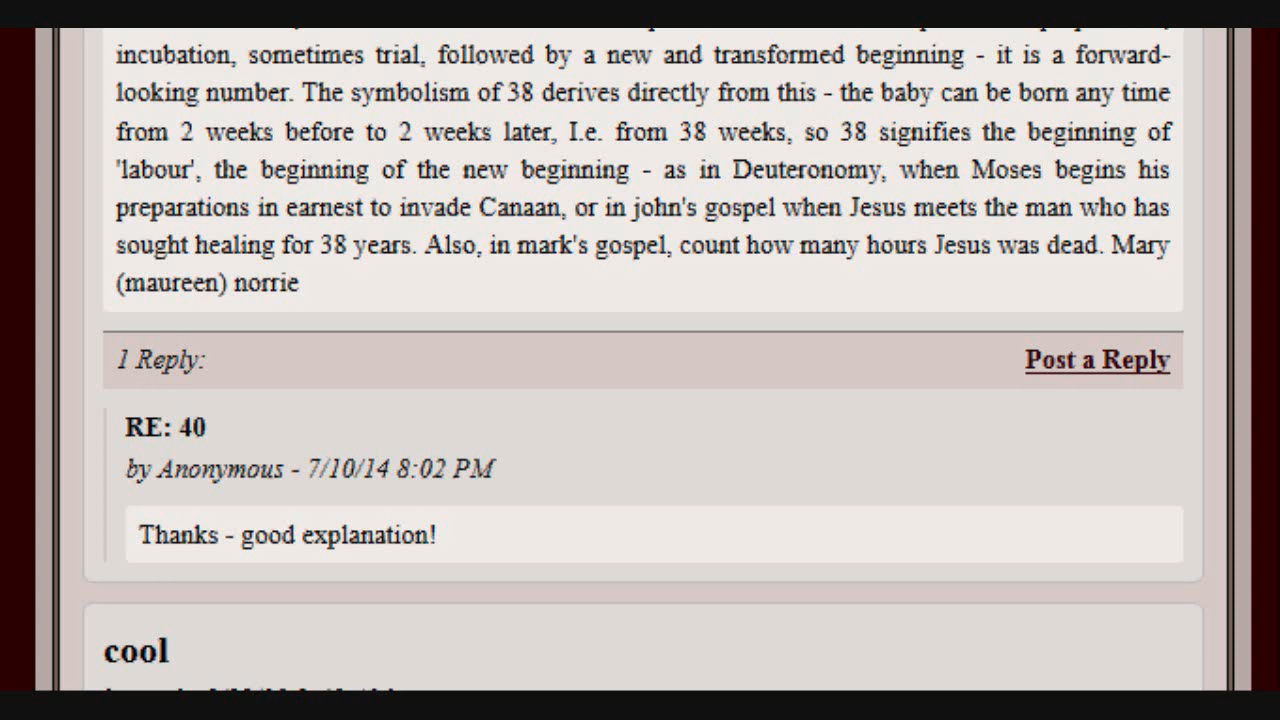 incubation, sometimes trial, followed by a new and transformed beginning - it is a forward-
looking number. The symbolism of 38 derives directly from this - the baby can be born any time
from 2 weeks before to 2 weeks later, I.e. from 38 weeks, so 38 signifies the beginning of
'labour', the beginning of the new beginning - as in Deuteronomy, when Moses begins his
preparations in earnest to invade Canaan, or in john's gospel when Jesus meets the man who has
sought healing for 38 years. Also, in mark's gospel, count how many hours Jesus was dead. Mary
(maureen) norrie
1 Reply:
Post a Reply
RE: 40
by Anonymous - 7/10/14 8:02 PM
Thanks - good explanation!
cool